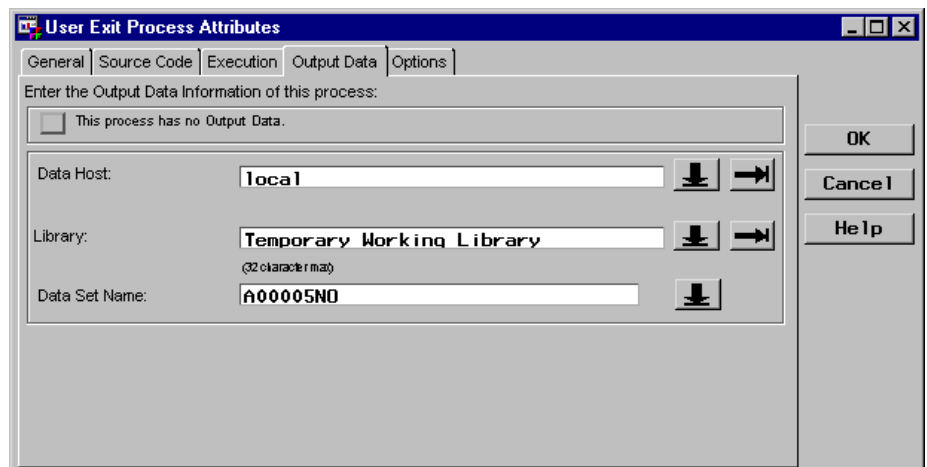 User Exit Process Attributes
General Source Code Execution Output Data Options
Enter the Output Data Information of this process:
This process has no Output Data.
OK
Data Host: local
Cancel
Library: Temporary Working Library
Help
(32 character max)
Data Set Name: A00005NO